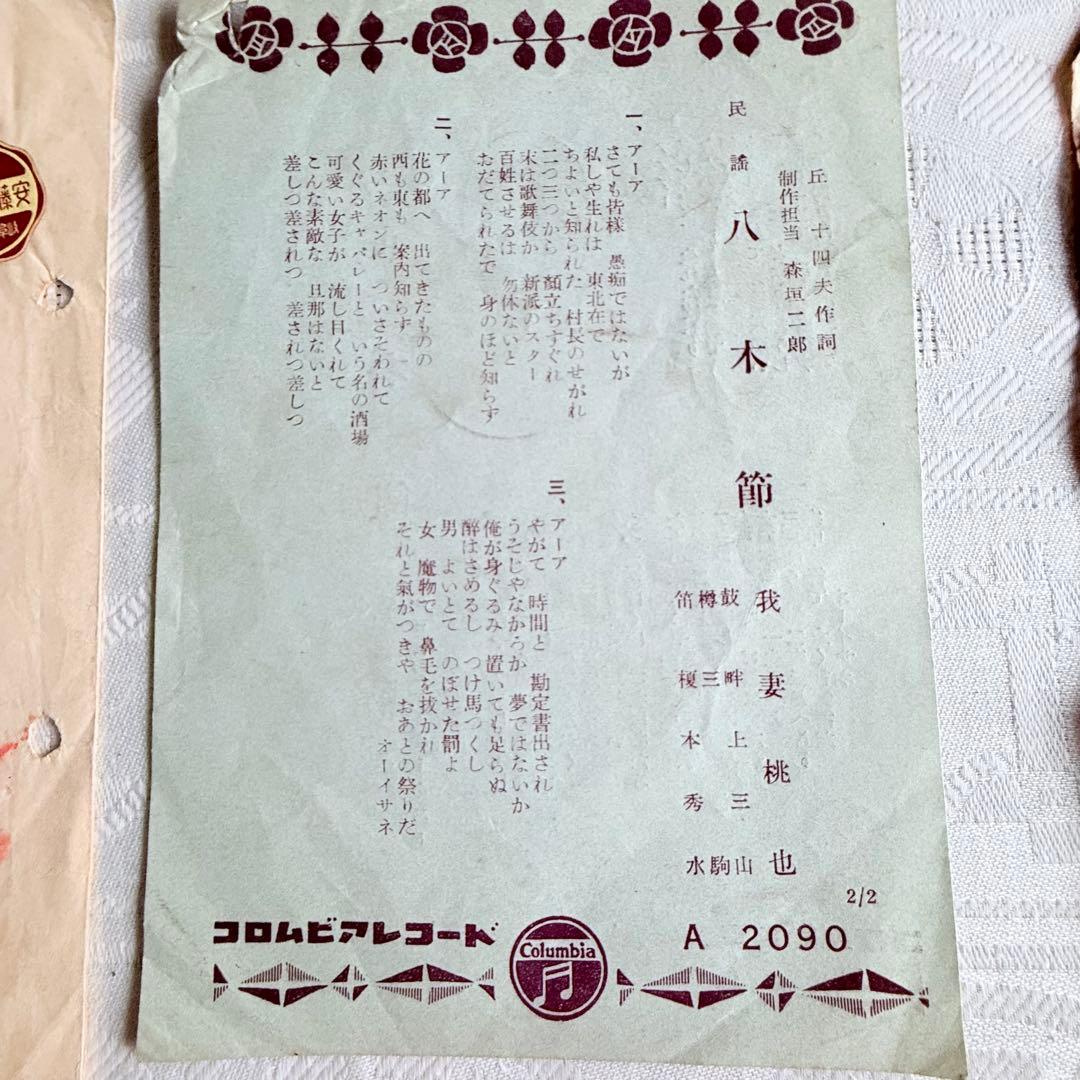 丘十四夫作詞
制作担当 森垣二郎
民謡 八木節 我妻桃也
鼓 畔上三山
樽 三 駒
笛 榎本秀水
一、アーア
さても皆様 愚痴ではないが
私しや生れは 東北在で
ちよいと知られた 村長のせがれ
二つ三つから 顔立ちすぐれ
末は歌舞伎か 新派のスター
百姓させるは 勿体ないと
おだてられたで 身のほど知らず
二、アーア
花の都へ 出てきたものの
西も東も 案内知らず
赤いネオンに ついさそわれて
くぐるキャバレーと いう名の酒場
可愛い女子が 流し目くれて
こんな素敵な 旦那はないと
差しつ差されつ 差されつ差しつ
三、アーア
やがて 時間と 勘定書出され
うそじやなかろか 夢ではないか
俺が身ぐるみ 置いても足らぬ
酔はさめるし つけ馬つくし
男 よいとて のぼせた罰よ
女 魔物で 鼻毛を抜かれ
それと氣がつきや おあとの祭りだ
オーイサネ
2/2
コロムビアレコード
Columbia
A 2090
安藤